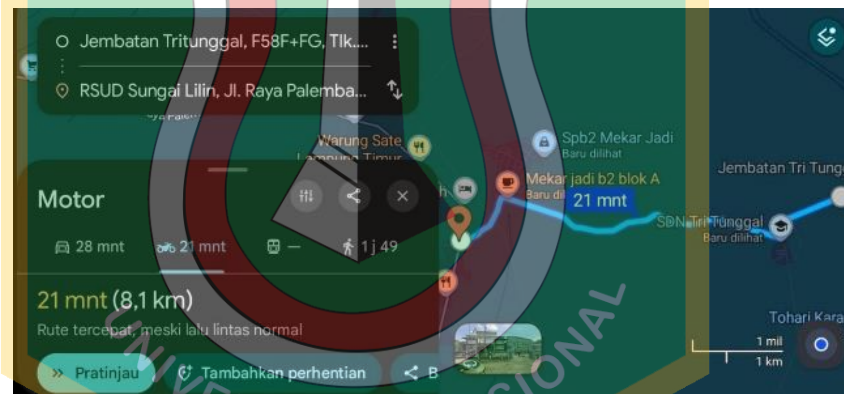 Jembatan Tritunggal, F58F+FG, Tlk....
RSUD Sungai Lilin, Jl. Raya Palemba...
Warung Sate
Lampung Timur
Spb2 Mekar Jadi
Baru dilihat
Jembatan Tri Tung
Mekar jadi b2 blok A
Baru dil
21 mnt
SDN Tri Tunggal
Baru dilihat
Motor
28 mnt
21 mnt
—
1 j 49
21 mnt (8,1 km)
Rute tercepat, meski lalu lintas normal
Tohari Kara
1 mil
1 km
Pratinjau
Tambahkan perhentian
B